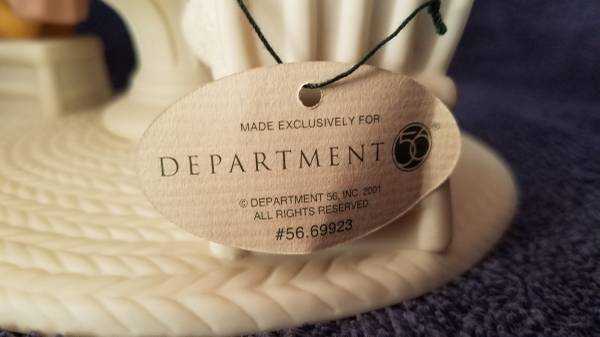 MADE EXCLUSIVELY FOR
DEPARTMENT 56®
© DEPARTMENT 56, INC. 2001
ALL RIGHTS RESERVED
#56.69923